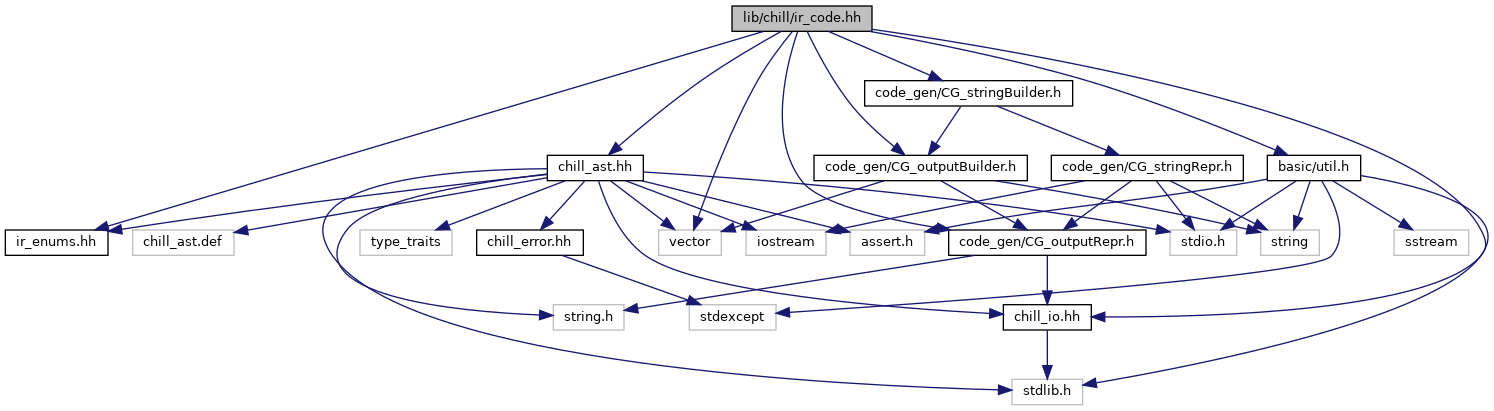 lib/chill/ir_code.hh
code_gen/CG_stringBuilder.h
chill_ast.hh
code_gen/CG_outputBuilder.h
code_gen/CG_stringRepr.h
basic/util.h
ir_enums.hh
chill_ast.def
type_traits
chill_error.hh
vector
iostream
assert.h
code_gen/CG_outputRepr.h
stdio.h
string
sstream
string.h
stdexcept
chill_io.hh
stdlib.h